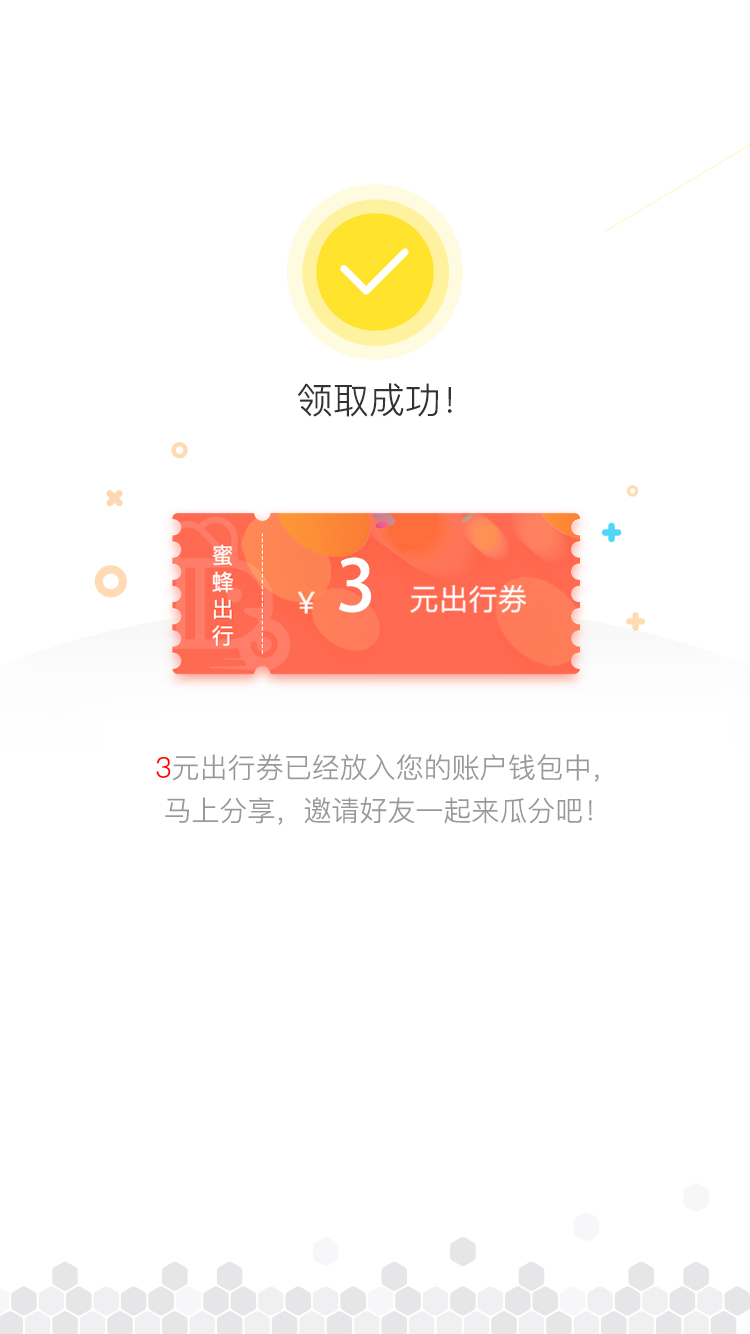 领取成功！
蜜蜂出行
¥ 3 元出行券
3元出行券已经放入您的账户钱包中，
马上分享，邀请好友一起来瓜分吧！